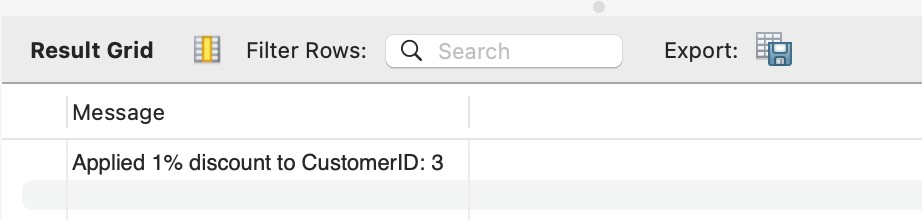 Result Grid Filter Rows: Search Export:
Message
Applied 1% discount to CustomerID: 3